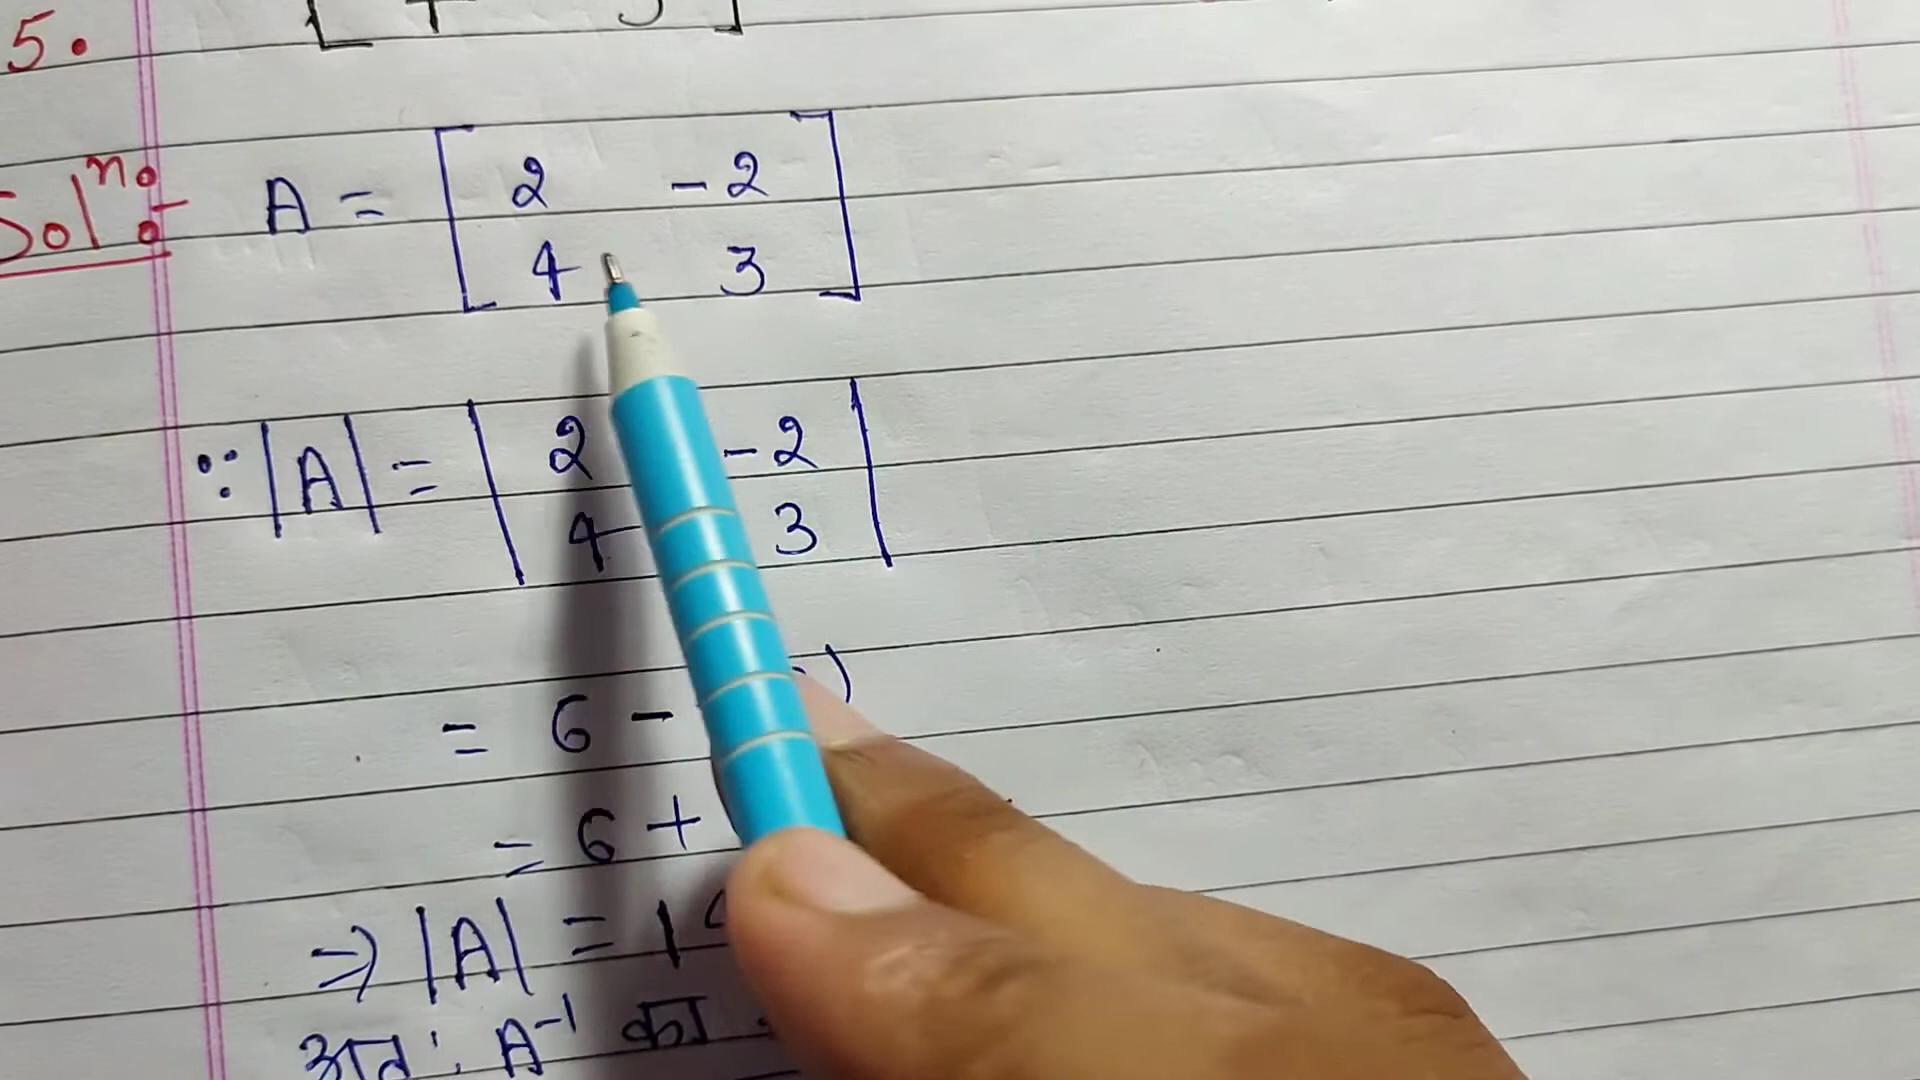 5.
Solⁿ:- A = [ 2 -2
4 3 ]
∵ |A| = | 2 -2
4 3 |
= 6 - )
= 6 +
⇒ |A| = 1
अतः A⁻¹ का